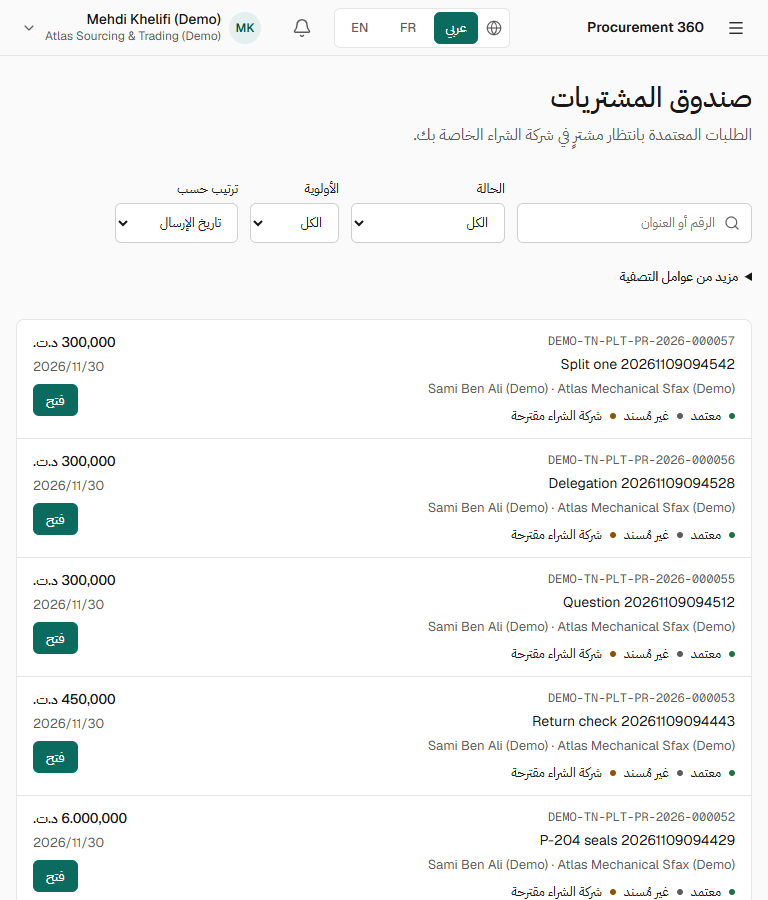 Procurement 360
عربي FR EN
MK Mehdi Khelifi (Demo)
Atlas Sourcing & Trading (Demo)
صندوق المشتريات
الطلبات المعتمدة بانتظار مشترٍ في شركة الشراء الخاصة بك.
الحالة الأولوية ترتيب حسب
الرقم أو العنوان الكل الكل تاريخ الإرسال
مزيد من عوامل التصفية
DEMO-TN-PLT-PR-2026-000057 300,000 د.ت.
Split one 20261109094542 2026/11/30
Sami Ben Ali (Demo) · Atlas Mechanical Sfax (Demo)
معتمد غير مُسند شركة الشراء مقترحة فتح
DEMO-TN-PLT-PR-2026-000056 300,000 د.ت.
Delegation 20261109094528 2026/11/30
Sami Ben Ali (Demo) · Atlas Mechanical Sfax (Demo)
معتمد غير مُسند شركة الشراء مقترحة فتح
DEMO-TN-PLT-PR-2026-000055 300,000 د.ت.
Question 20261109094512 2026/11/30
Sami Ben Ali (Demo) · Atlas Mechanical Sfax (Demo)
معتمد غير مُسند شركة الشراء مقترحة فتح
DEMO-TN-PLT-PR-2026-000053 450,000 د.ت.
Return check 20261109094443 2026/11/30
Sami Ben Ali (Demo) · Atlas Mechanical Sfax (Demo)
معتمد غير مُسند شركة الشراء مقترحة فتح
DEMO-TN-PLT-PR-2026-000052 6.000,000 د.ت.
P-204 seals 20261109094429 2026/11/30
Sami Ben Ali (Demo) · Atlas Mechanical Sfax (Demo)
معتمد غير مُسند شركة الشراء مقترحة فتح